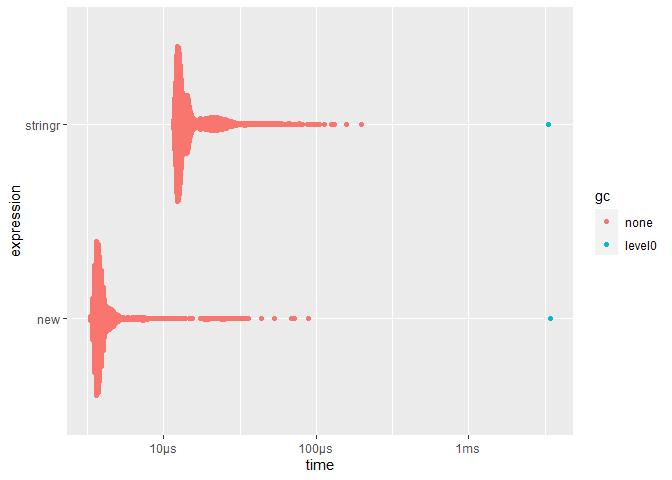 expression
stringr
new
10µs
100µs
1ms
time
gc
none
level0